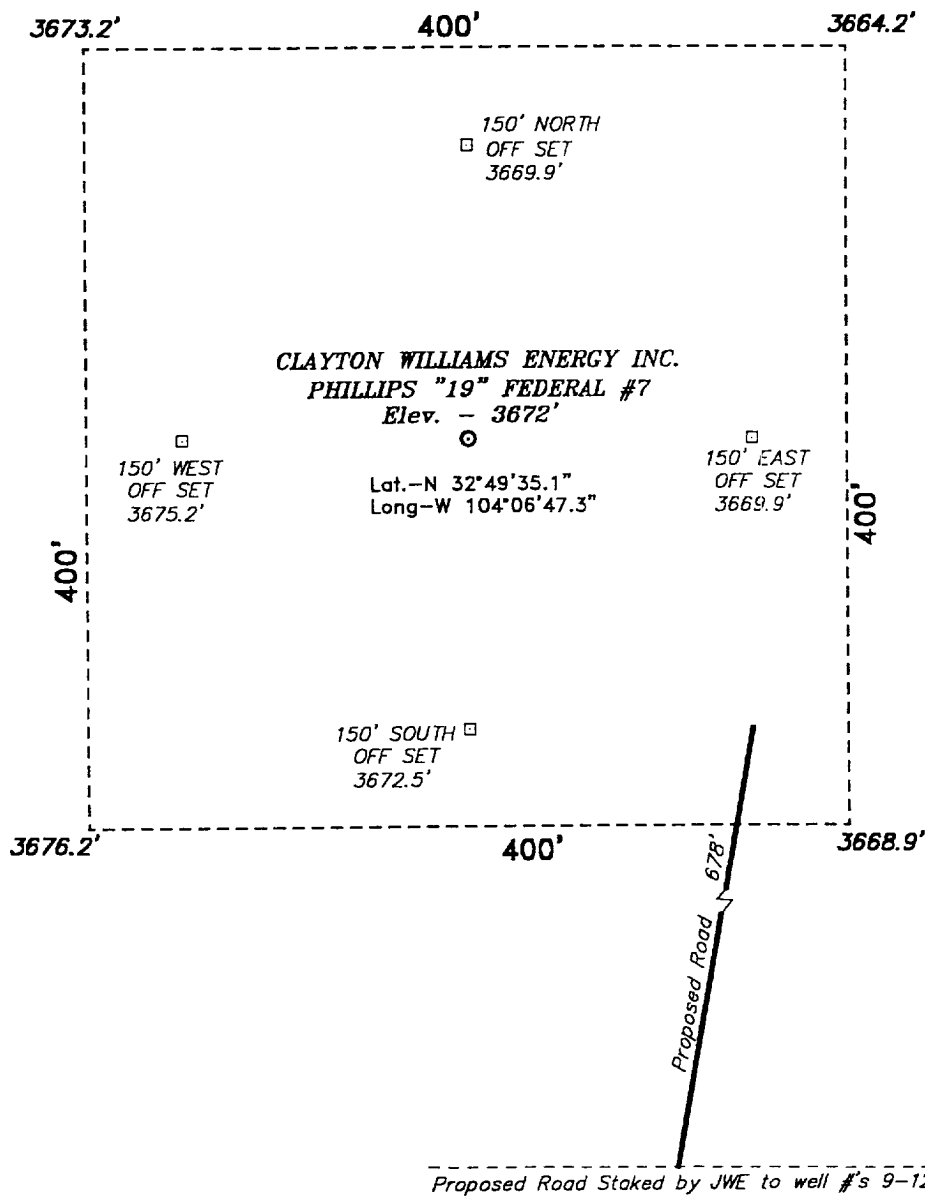 3673.2'
400'
3664.2'
150' NORTH
OFF SET
3669.9'
CLAYTON WILLIAMS ENERGY INC.
PHILLIPS "19" FEDERAL #7
Elev. - 3672'
150' WEST
OFF SET
3675.2'
Lat.-N 32°49'35.1"
Long-W 104°06'47.3"
150' EAST
OFF SET
3669.9'
400'
400'
150' SOUTH
OFF SET
3672.5'
3676.2'
400'
3668.9'
Proposed Road 678'
Proposed Road Staked by JWE to well #'s 9-12